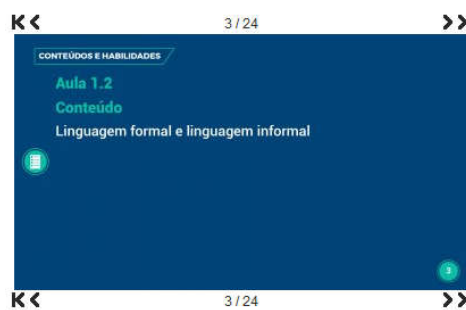 3 / 24
CONTEÚDOS E HABILIDADES
Aula 1.2
Conteúdo
Linguagem formal e linguagem informal
3
3 / 24